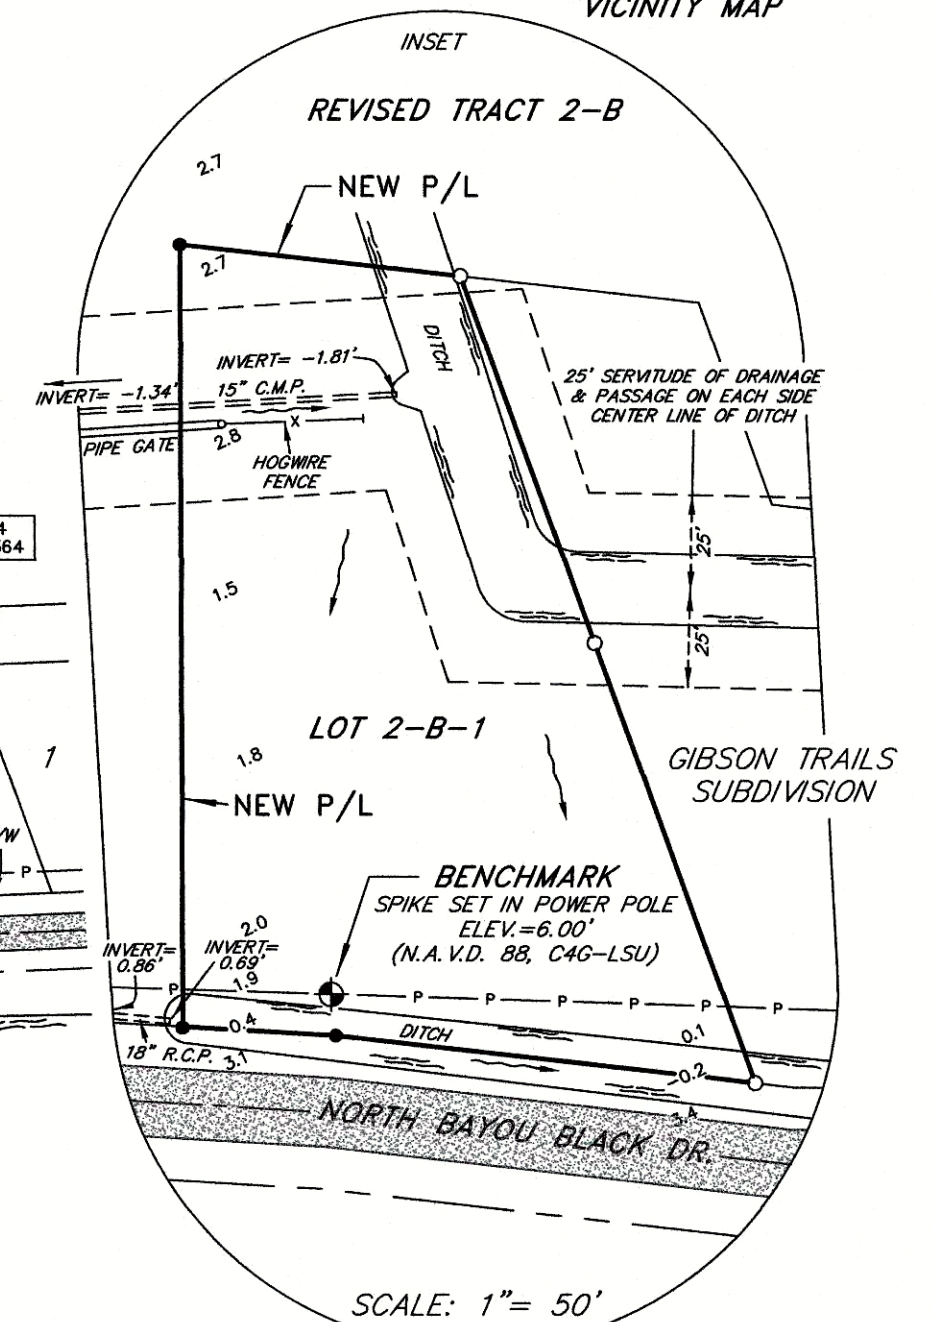 VICINITY MAP
INSET
REVISED TRACT 2-B
2.7
NEW P/L
2.7
DITCH
INVERT= -1.81'
INVERT= -1.34'
15" C.M.P.
25' SERVITUDE OF DRAINAGE
& PASSAGE ON EACH SIDE
CENTER LINE OF DITCH
X
2.8
PIPE GATE
HOGWIRE
FENCE
4
64
25'
1.5
25'
LOT 2-B-1
1
1.8
GIBSON TRAILS
SUBDIVISION
NEW P/L
/W
P
BENCHMARK
SPIKE SET IN POWER POLE
ELEV.=6.00'
(N.A.V.D. 88, C4G-LSU)
2.0
INVERT=
0.86'
INVERT=
0.69'
1.9
P
P
P
P
P
P
P
0.4
DITCH
0.1
18" R.C.P.
3.1
-0.2
3.4
NORTH BAYOU BLACK DR.
SCALE: 1"= 50'